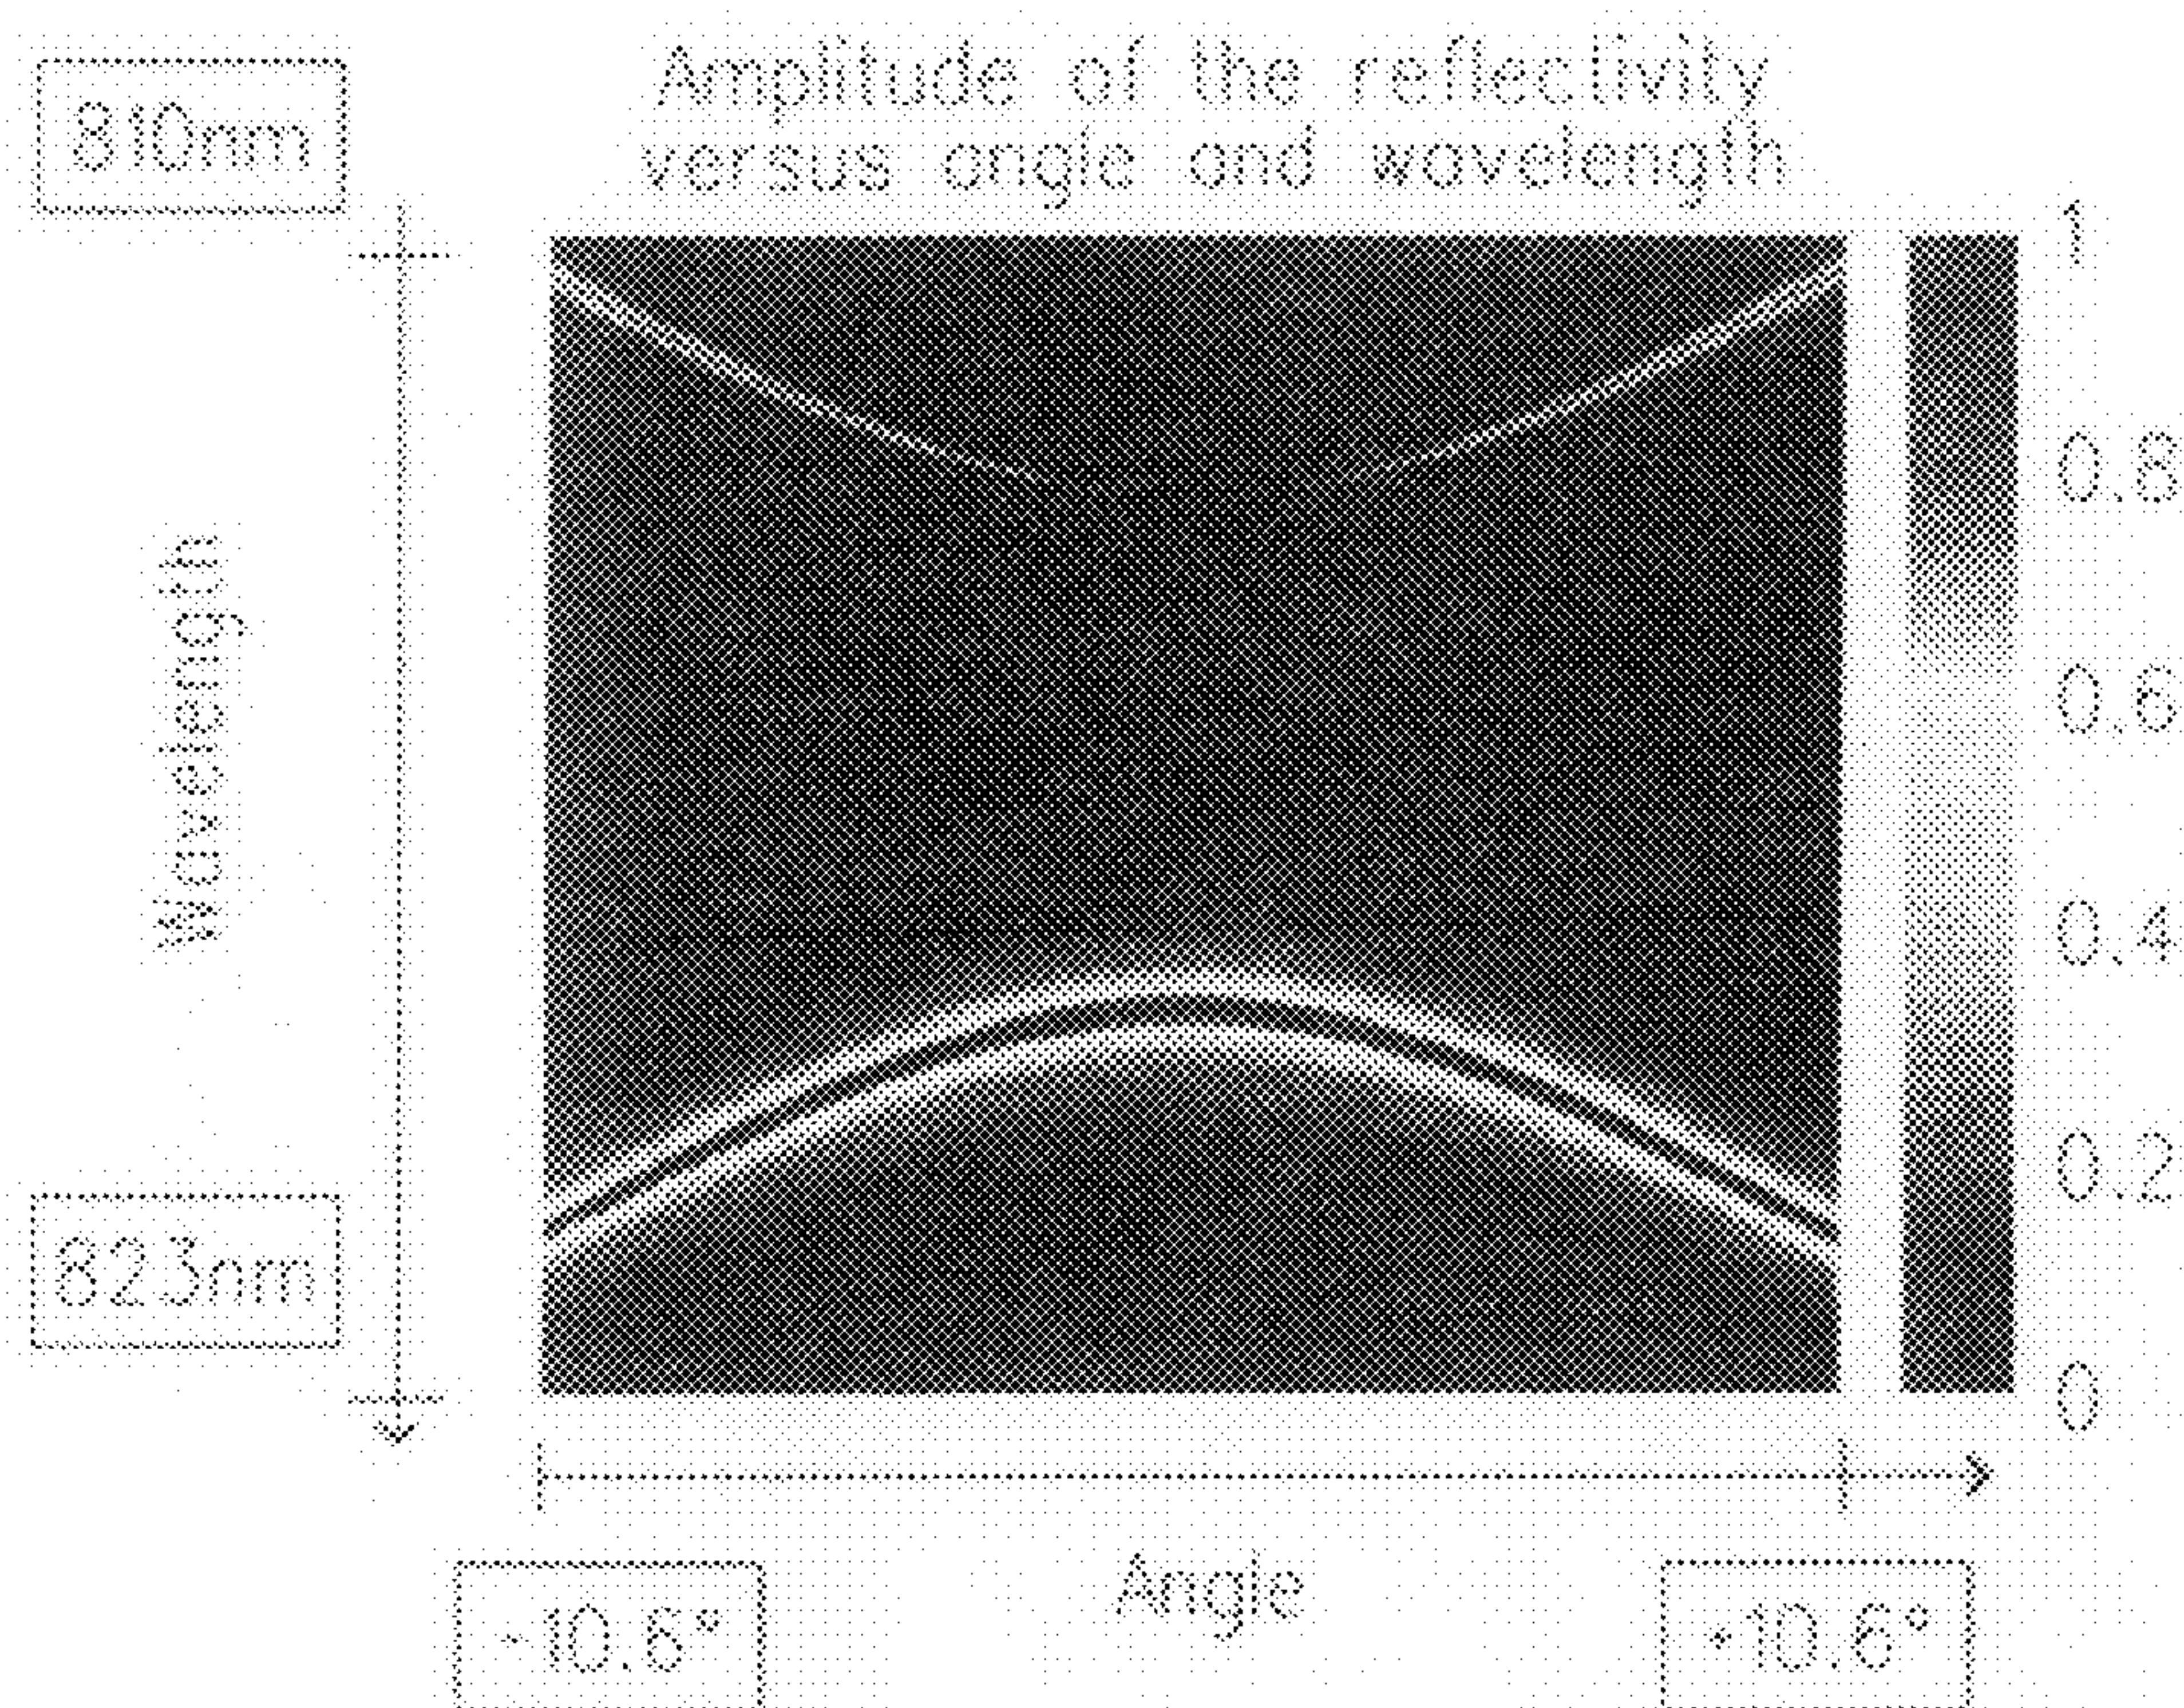 810nm
Amplitude of the reflectivity
versus angle and wavelength
1
0.8
0.6
0.4
0.2
0
Wavelength
823nm
Angle
-10.6°
+10.6°